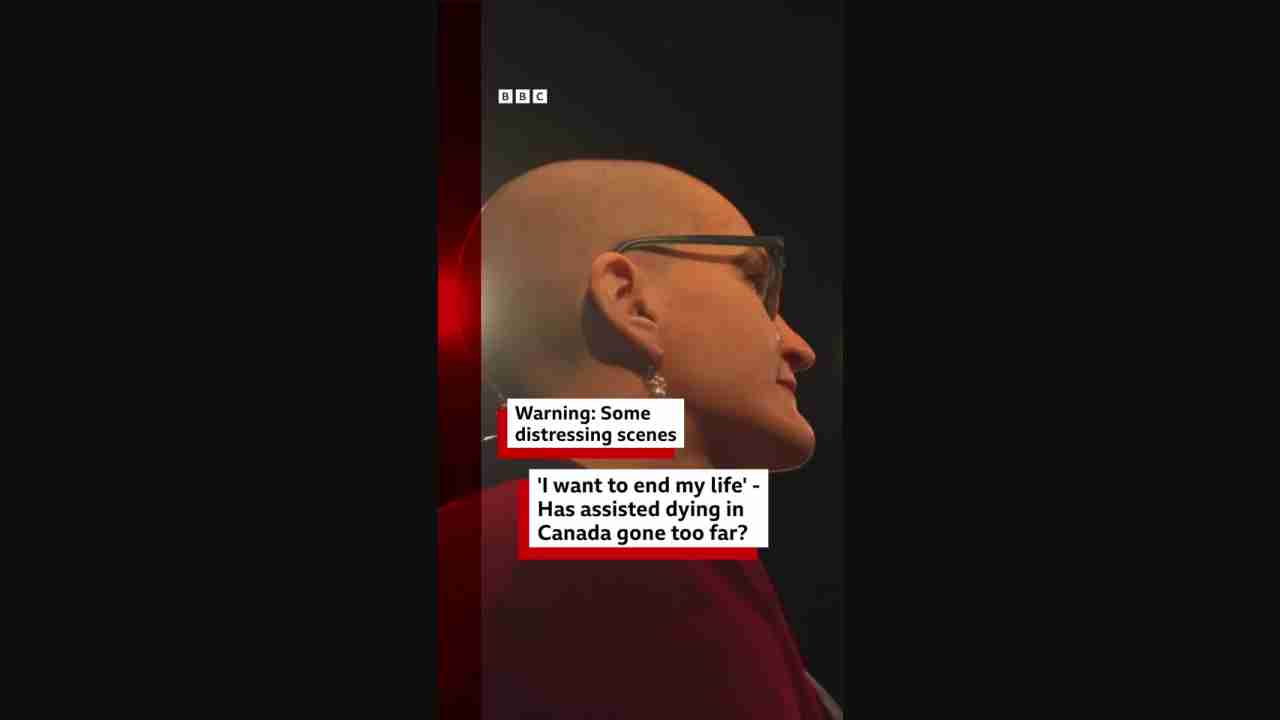 BBC
Warning: Some
distressing scenes
'I want to end my life' -
Has assisted dying in
Canada gone too far?